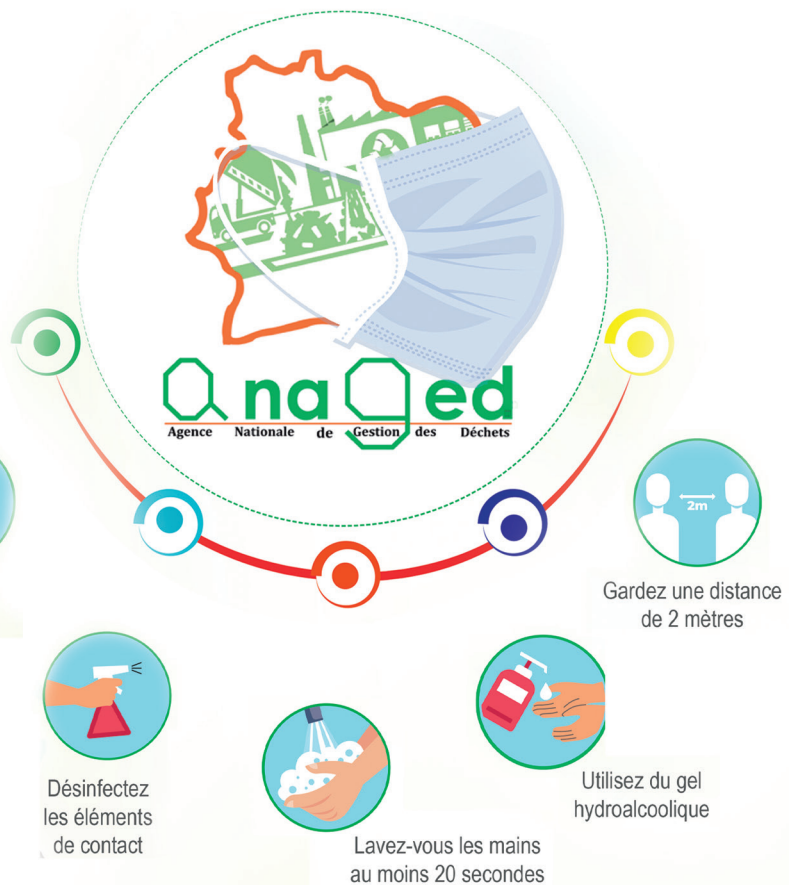 Anaged
Agence Nationale de Gestion des Déchets
2m
Gardez une distance
de 2 mètres
Désinfectez
les éléments
de contact
Utilisez du gel
hydroalcoolique
Lavez-vous les mains
au moins 20 secondes